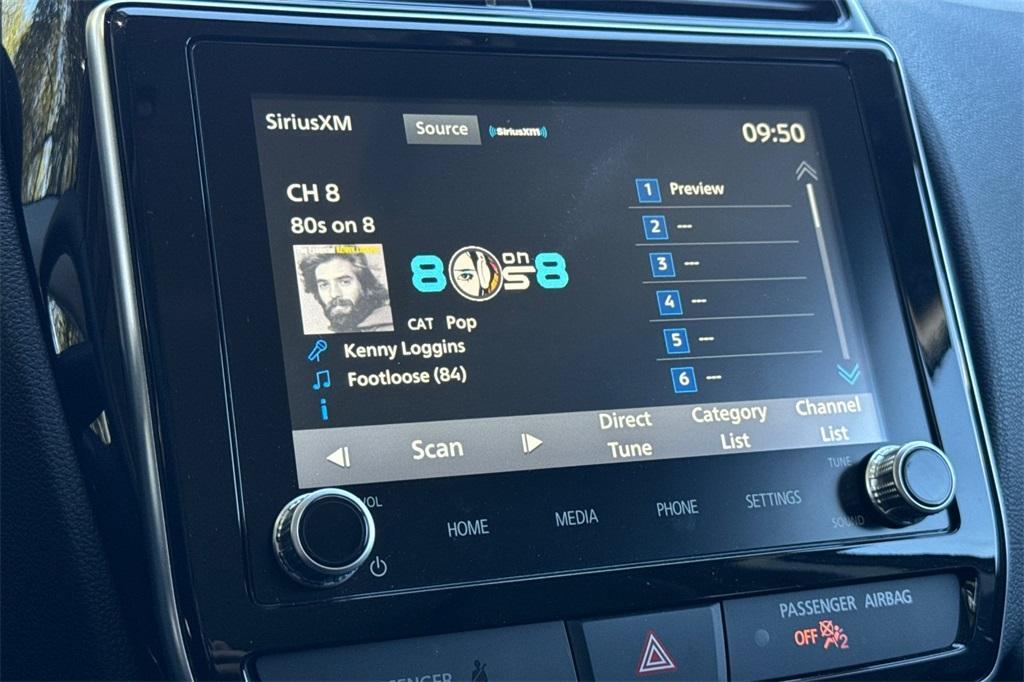 SiriusXM Source SiriusXM 09:50
CH 8
80s on 8
80s on 8
CAT Pop
Kenny Loggins
Footloose (84)
1 Preview
2 ---
3 ---
4 ---
5 ---
6 ---
Scan
Direct Tune
Category List
Channel List
VOL
HOME MEDIA PHONE SETTINGS
TUNE
SOUND
PASSENGER AIRBAG
OFF 2